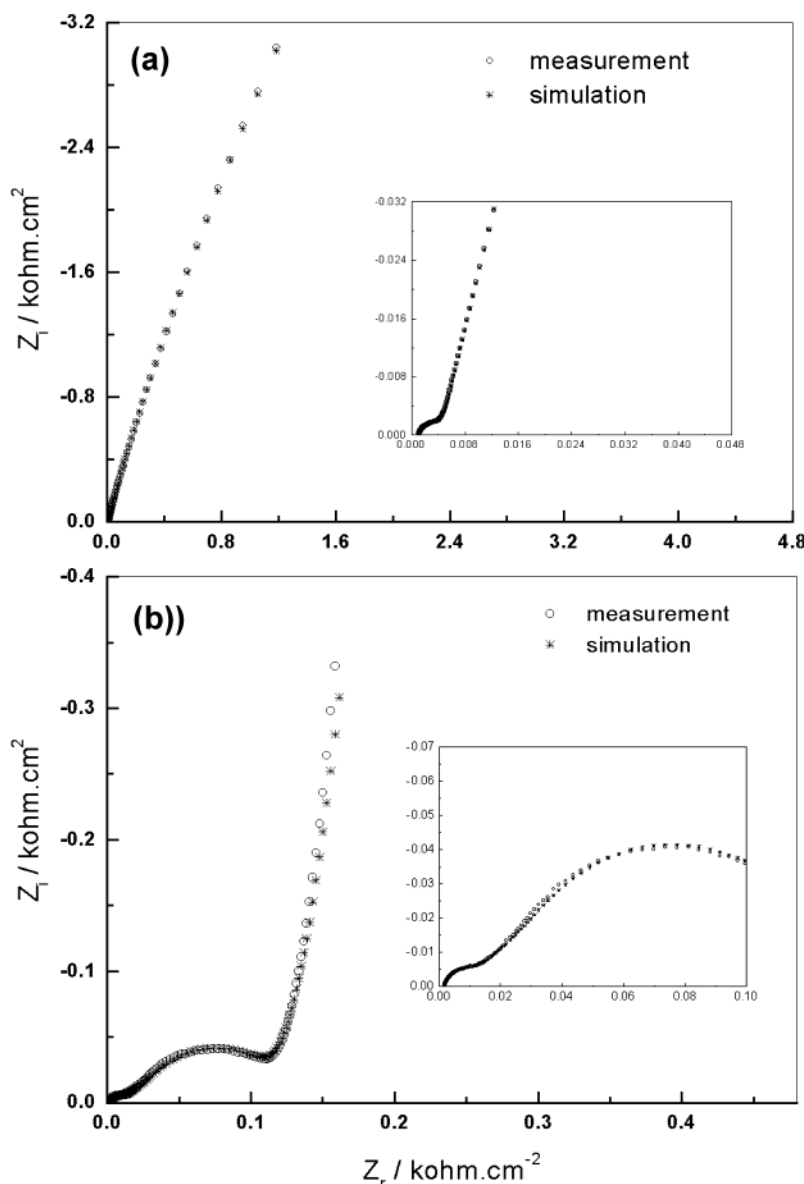 -3.2
(a)
measurement
simulation
-2.4
Z_i / kohm.cm²
-1.6
-0.8
0.0
-0.032
-0.024
-0.016
-0.008
0.000
0.000 0.008 0.016 0.024 0.032 0.040 0.048
0.0 0.8 1.6 2.4 3.2 4.0 4.8
-0.4
(b))
measurement
simulation
-0.3
Z_i / kohm.cm²
-0.2
-0.1
0.0
-0.07
-0.06
-0.05
-0.04
-0.03
-0.02
-0.01
0.00
0.00 0.02 0.04 0.06 0.08 0.10
0.0 0.1 0.2 0.3 0.4
Z_r / kohm.cm⁻²